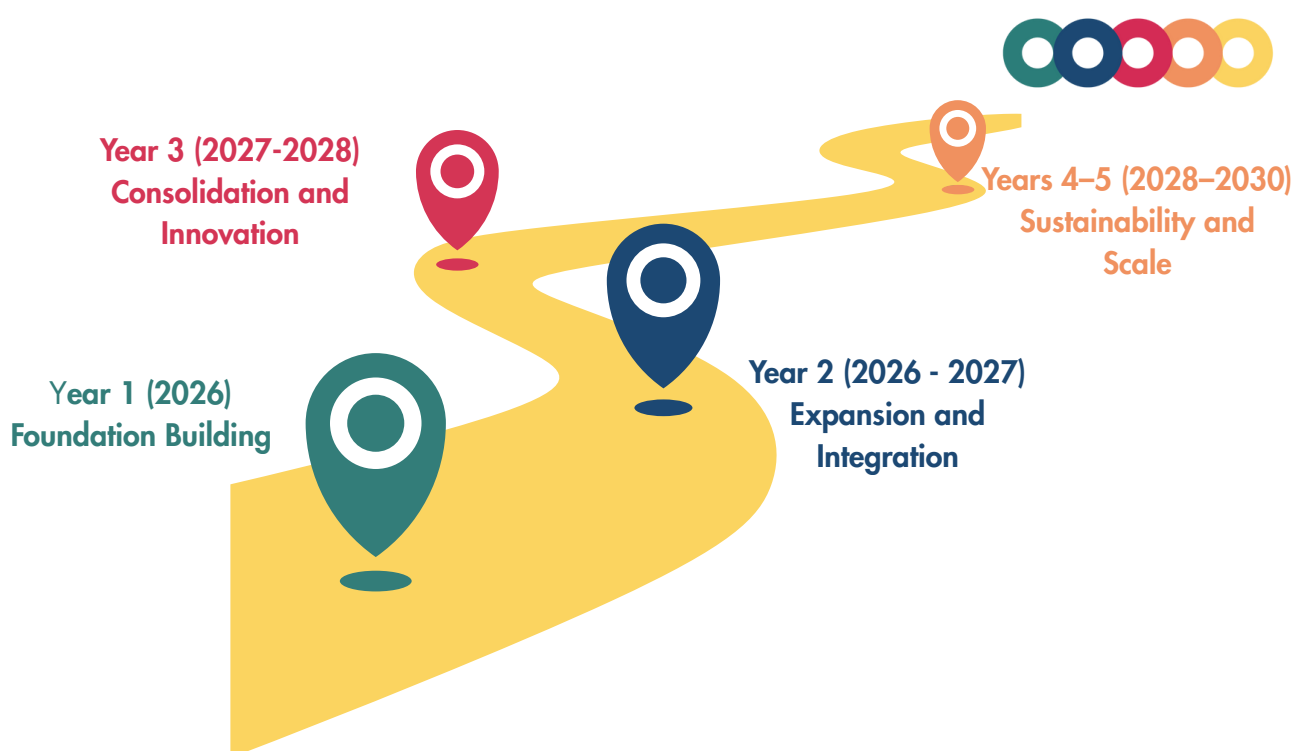 Year 3 (2027-2028)
Consolidation and
Innovation
Years 4–5 (2028–2030)
Sustainability and
Scale
Year 1 (2026)
Foundation Building
Year 2 (2026 - 2027)
Expansion and
Integration